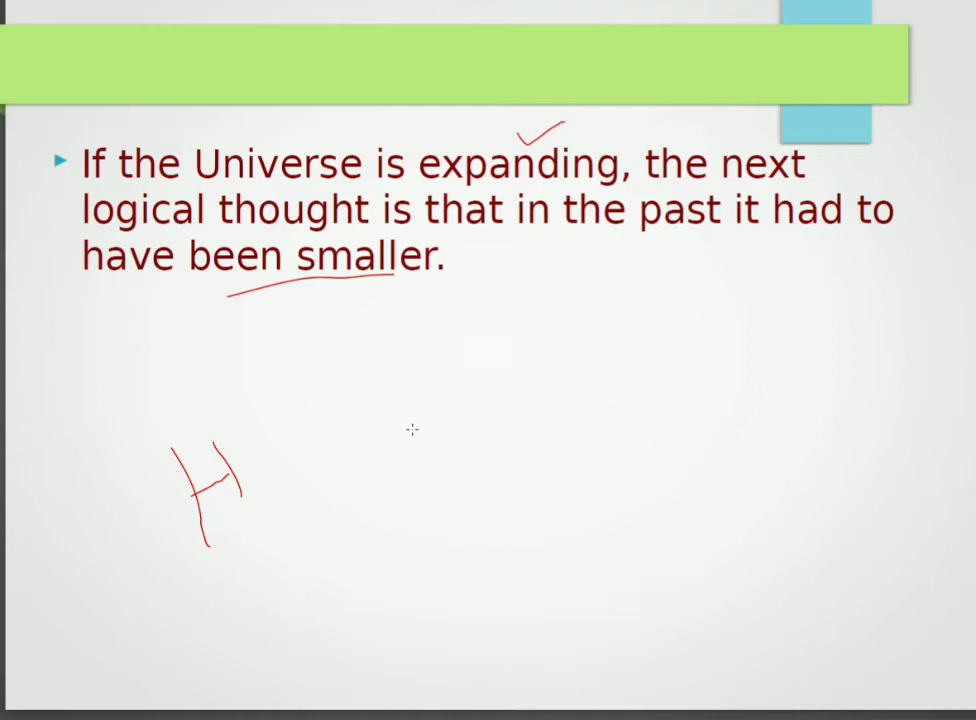 If the Universe is expanding, the next
logical thought is that in the past it had to
have been smaller.
H